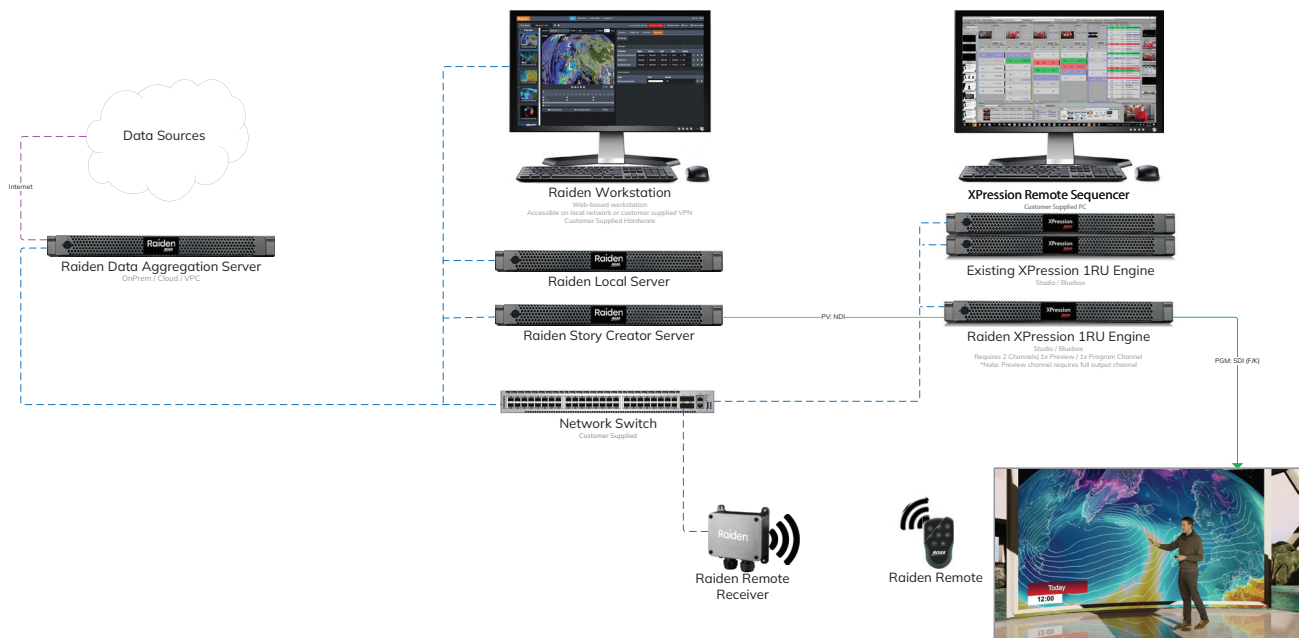 Data Sources
Internet
Raiden
ROSS
Raiden Data Aggregation Server
OnPrem / Cloud / VPC
Raiden Workstation
Web-based workstation
Accessible on local network or customer supplied VPN
Customer Supplied Hardware
Raiden
ROSS
Raiden Local Server
Raiden
ROSS
Raiden Story Creator Server
PV: NDI
Network Switch
Customer Supplied
XPression Remote Sequencer
Customer Supplied PC
XPression
XPression
Existing XPression 1RU Engine
Studio / Bluebox
XPression
Raiden XPression 1RU Engine
Studio / Bluebox
Requires 2 Channels| 1x Preview / 1x Program Channel
*Note: Preview channel requires full output channel
PGM: SDI (F/K)
Raiden
Raiden Remote
Receiver
ROSS
Raiden Remote
Today
12:00